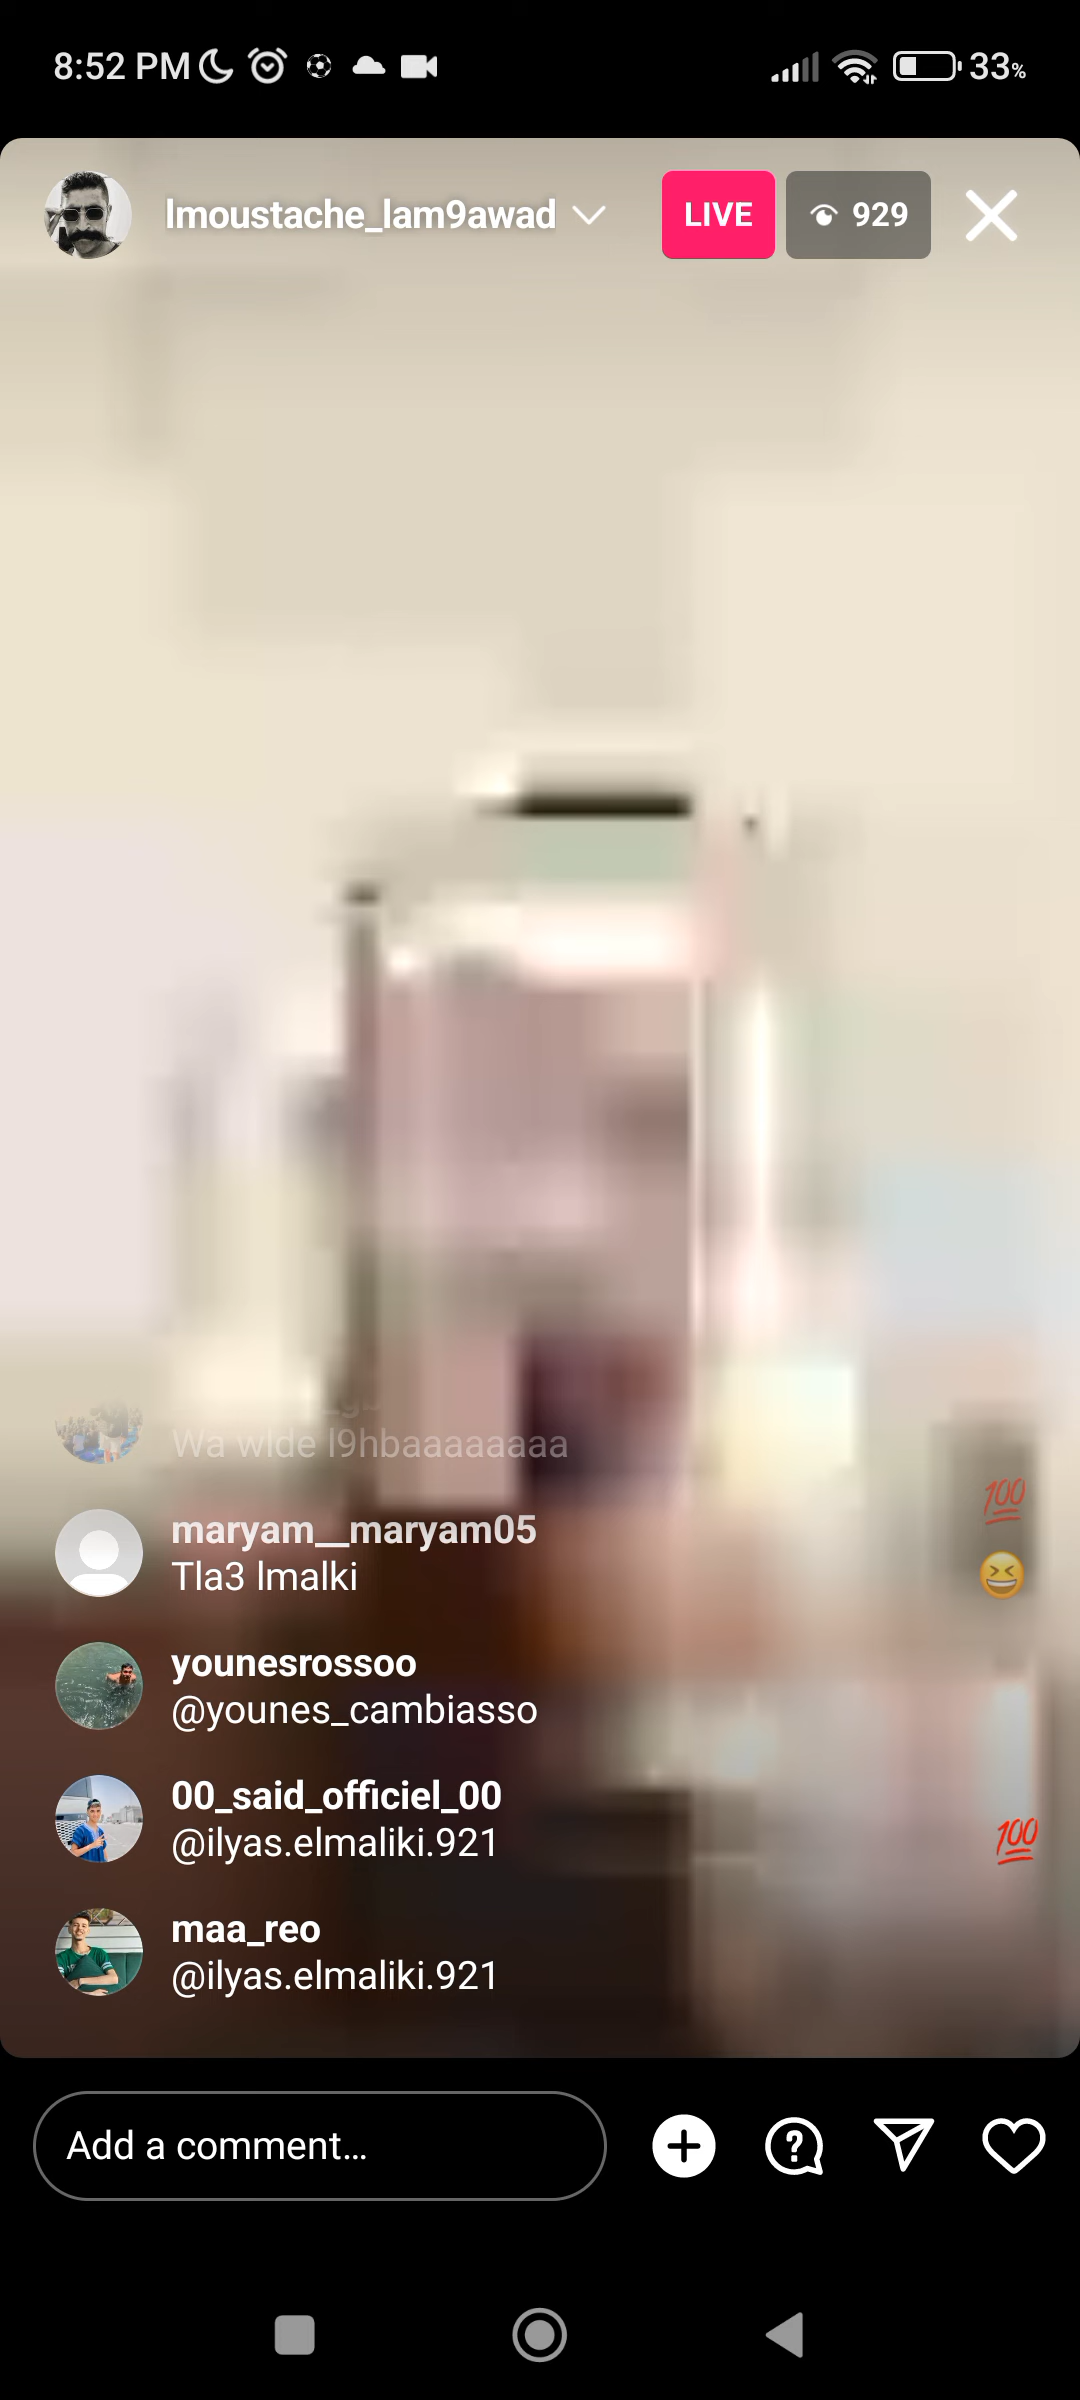 8:52 PM
33%
lmoustache_lam9awad
LIVE
929
Wa wlde l9hbaaaaaaaa
maryam__maryam05
Tla3 lmalki
💯
😆
younesrossoo
@younes_cambiasso
00_said_officiel_00
@ilyas.elmaliki.921
💯
maa_reo
@ilyas.elmaliki.921
Add a comment...